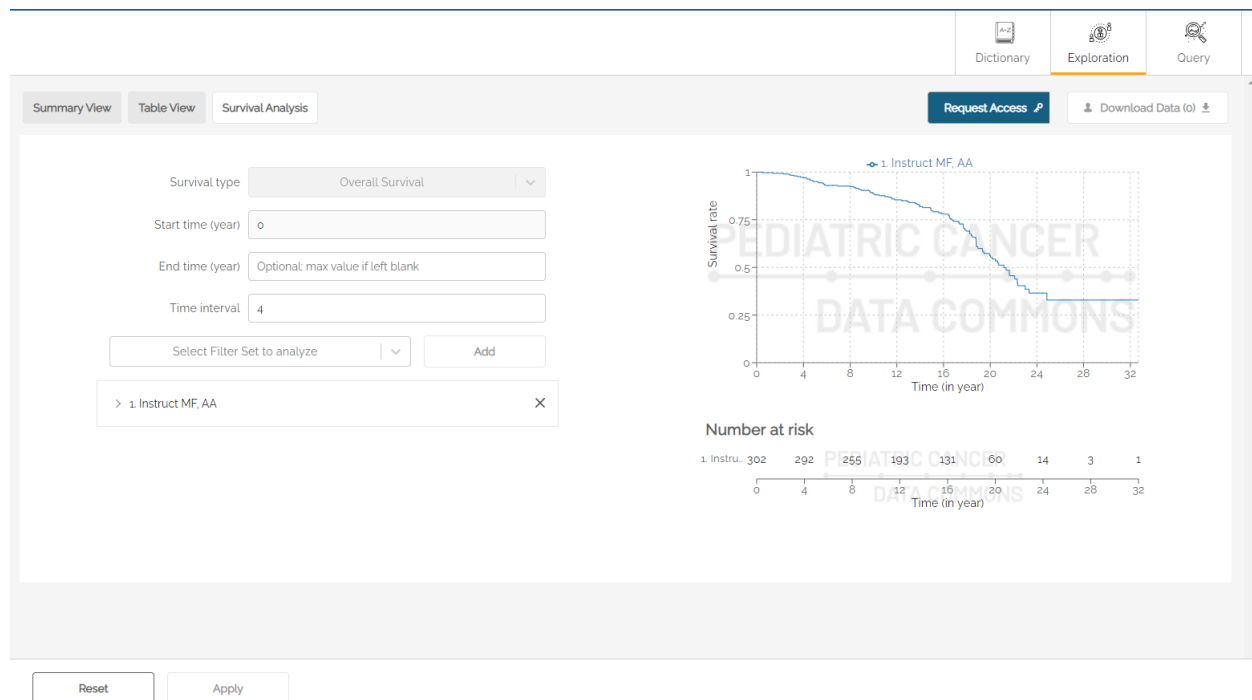 A-Z
Dictionary
Exploration
Query
Summary View
Table View
Survival Analysis
Request Access
Download Data (0)
Survival type
Overall Survival
Start time (year)
0
End time (year)
Optional: max value if left blank
Time interval
4
Select Filter Set to analyze
Add
1. Instruct MF, AA
1. Instruct MF, AA
Survival rate
1
0.75
0.5
0.25
0
PEDIATRIC CANCER
DATA COMMONS
0 4 8 12 16 20 24 28 32
Time (in year)
Number at risk
PEDIATRIC CANCER
1. Instru... 302 292 255 193 131 60 14 3 1
DATA COMMONS
0 4 8 12 16 20 24 28 32
Time (in year)
Reset
Apply